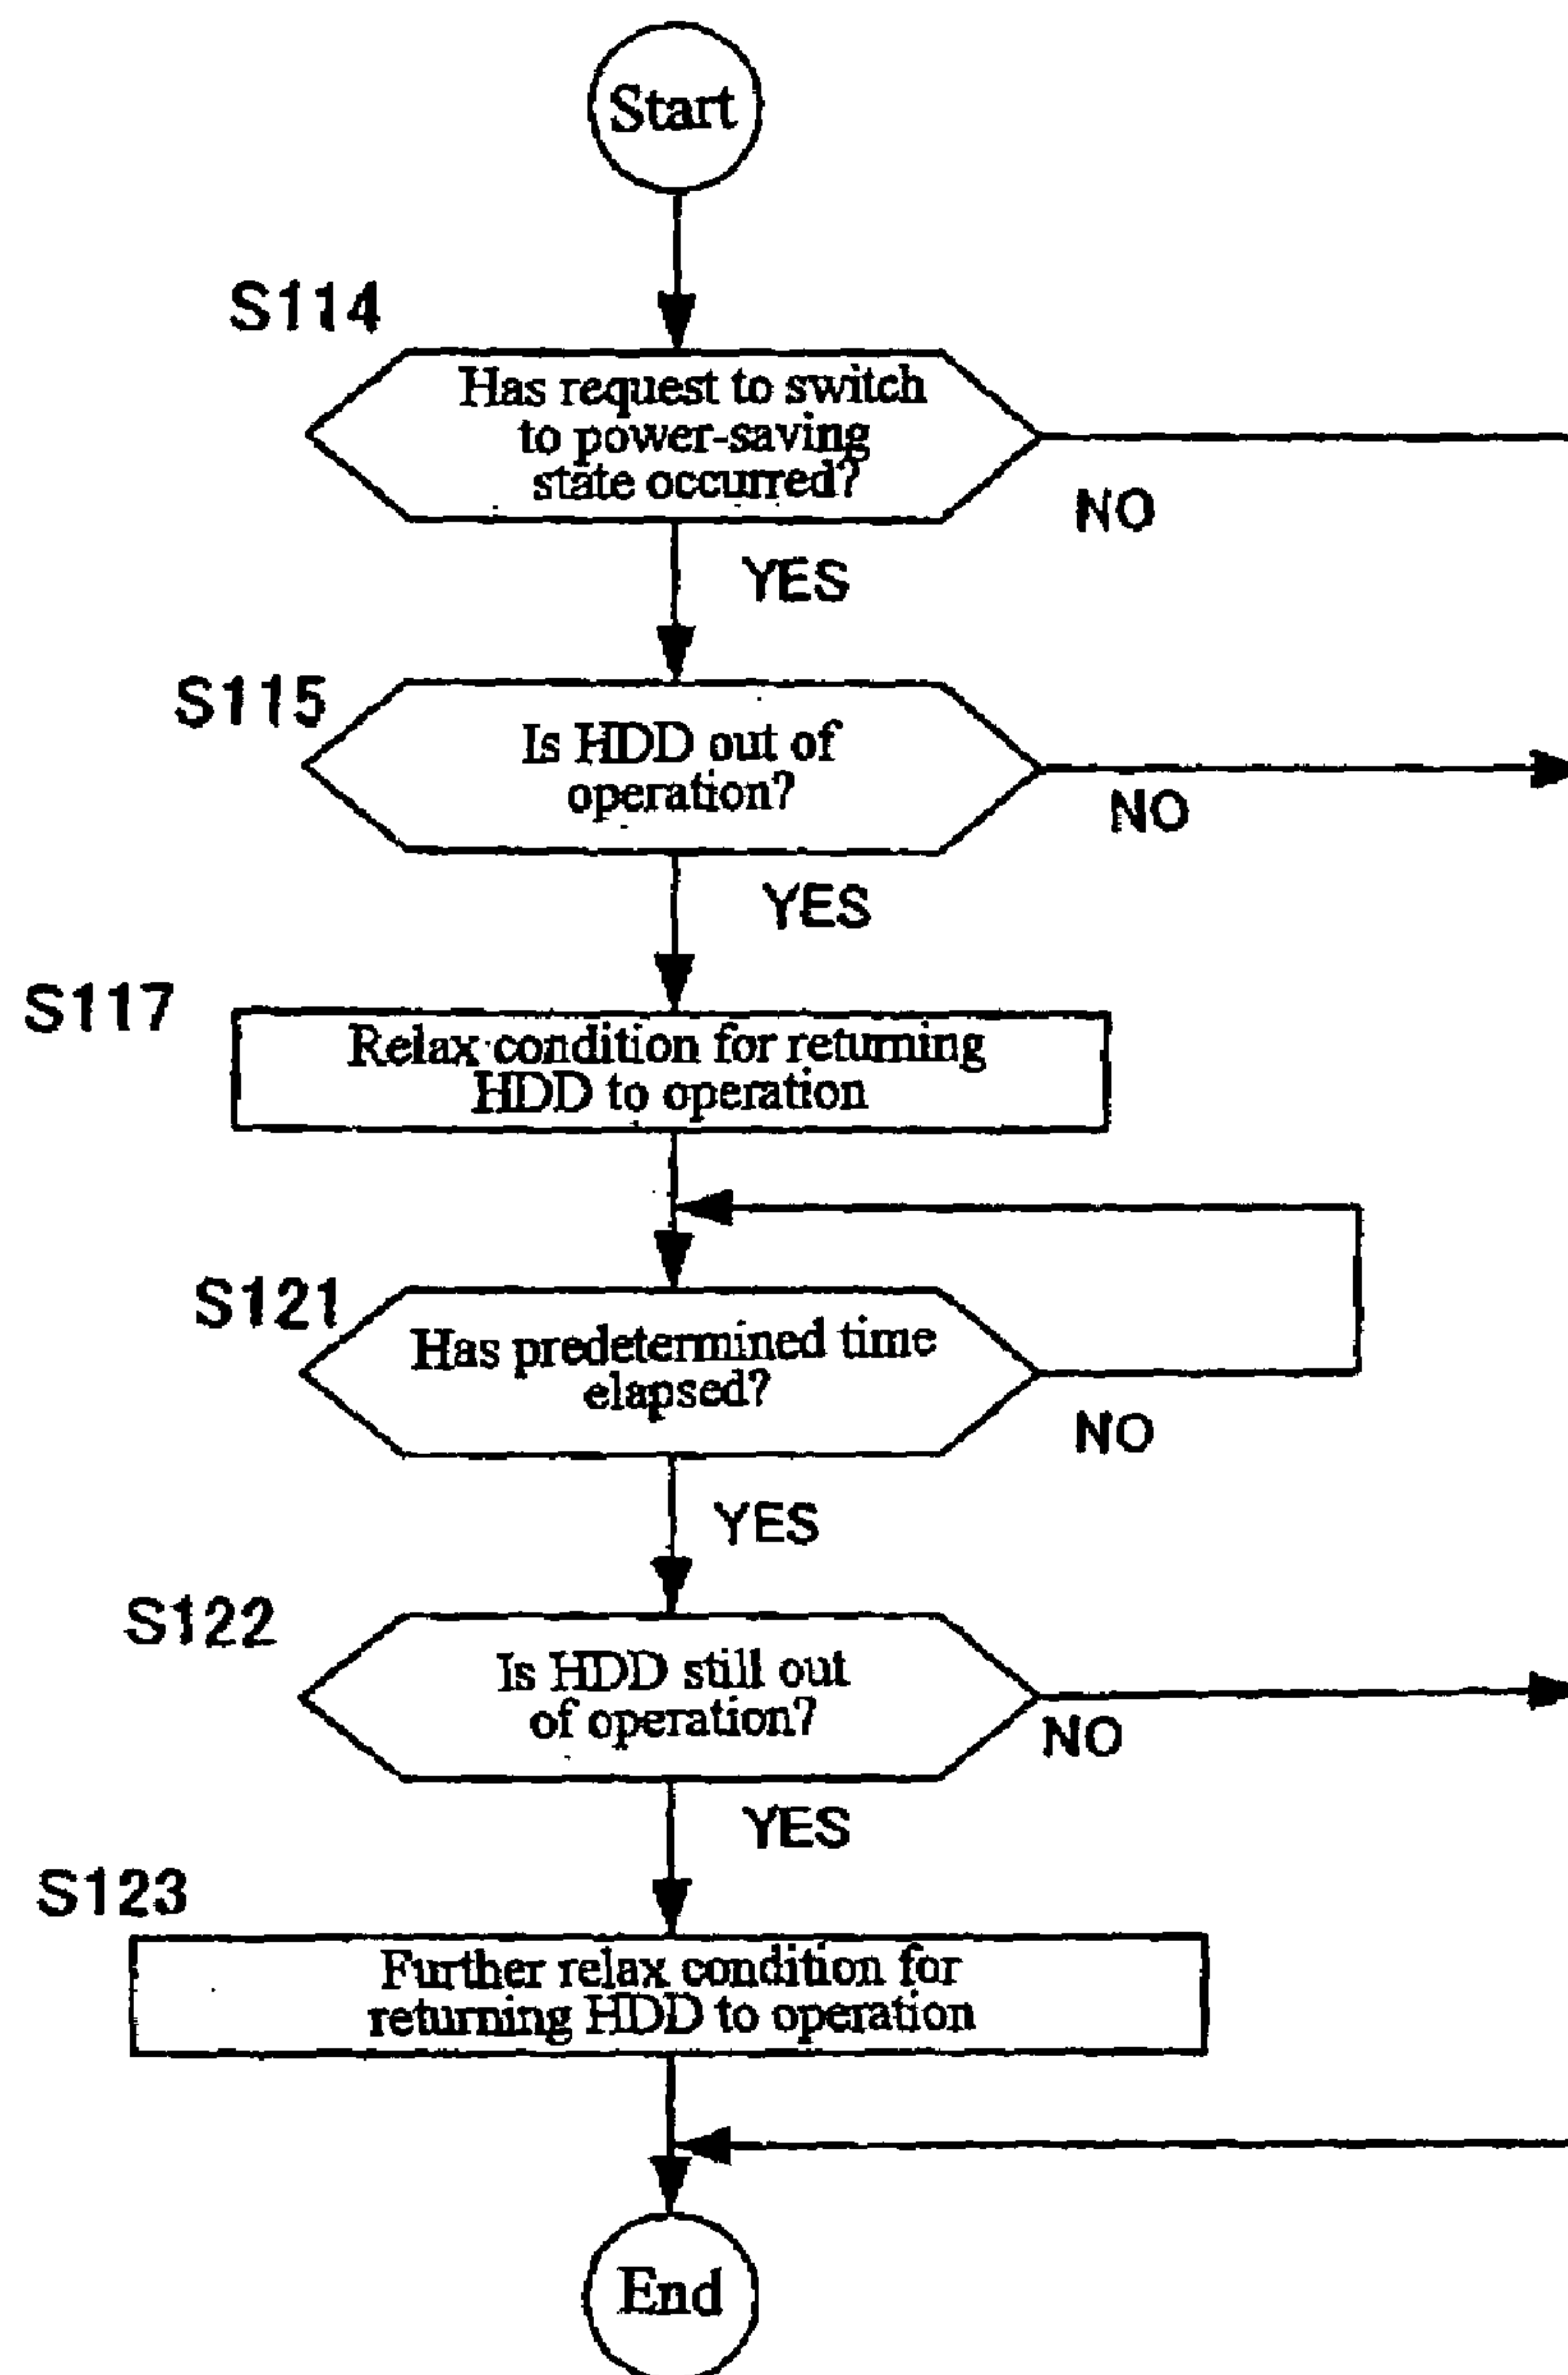 Start
S114
Has request to switch
to power-saving
state occurred?
NO
YES
S115
Is HDD out of
operation?
NO
YES
S117
Relax condition for returning
HDD to operation
S121
Has predetermined time
elapsed?
NO
YES
S122
Is HDD still out
of operation?
NO
YES
S123
Further relax condition for
returning HDD to operation
End